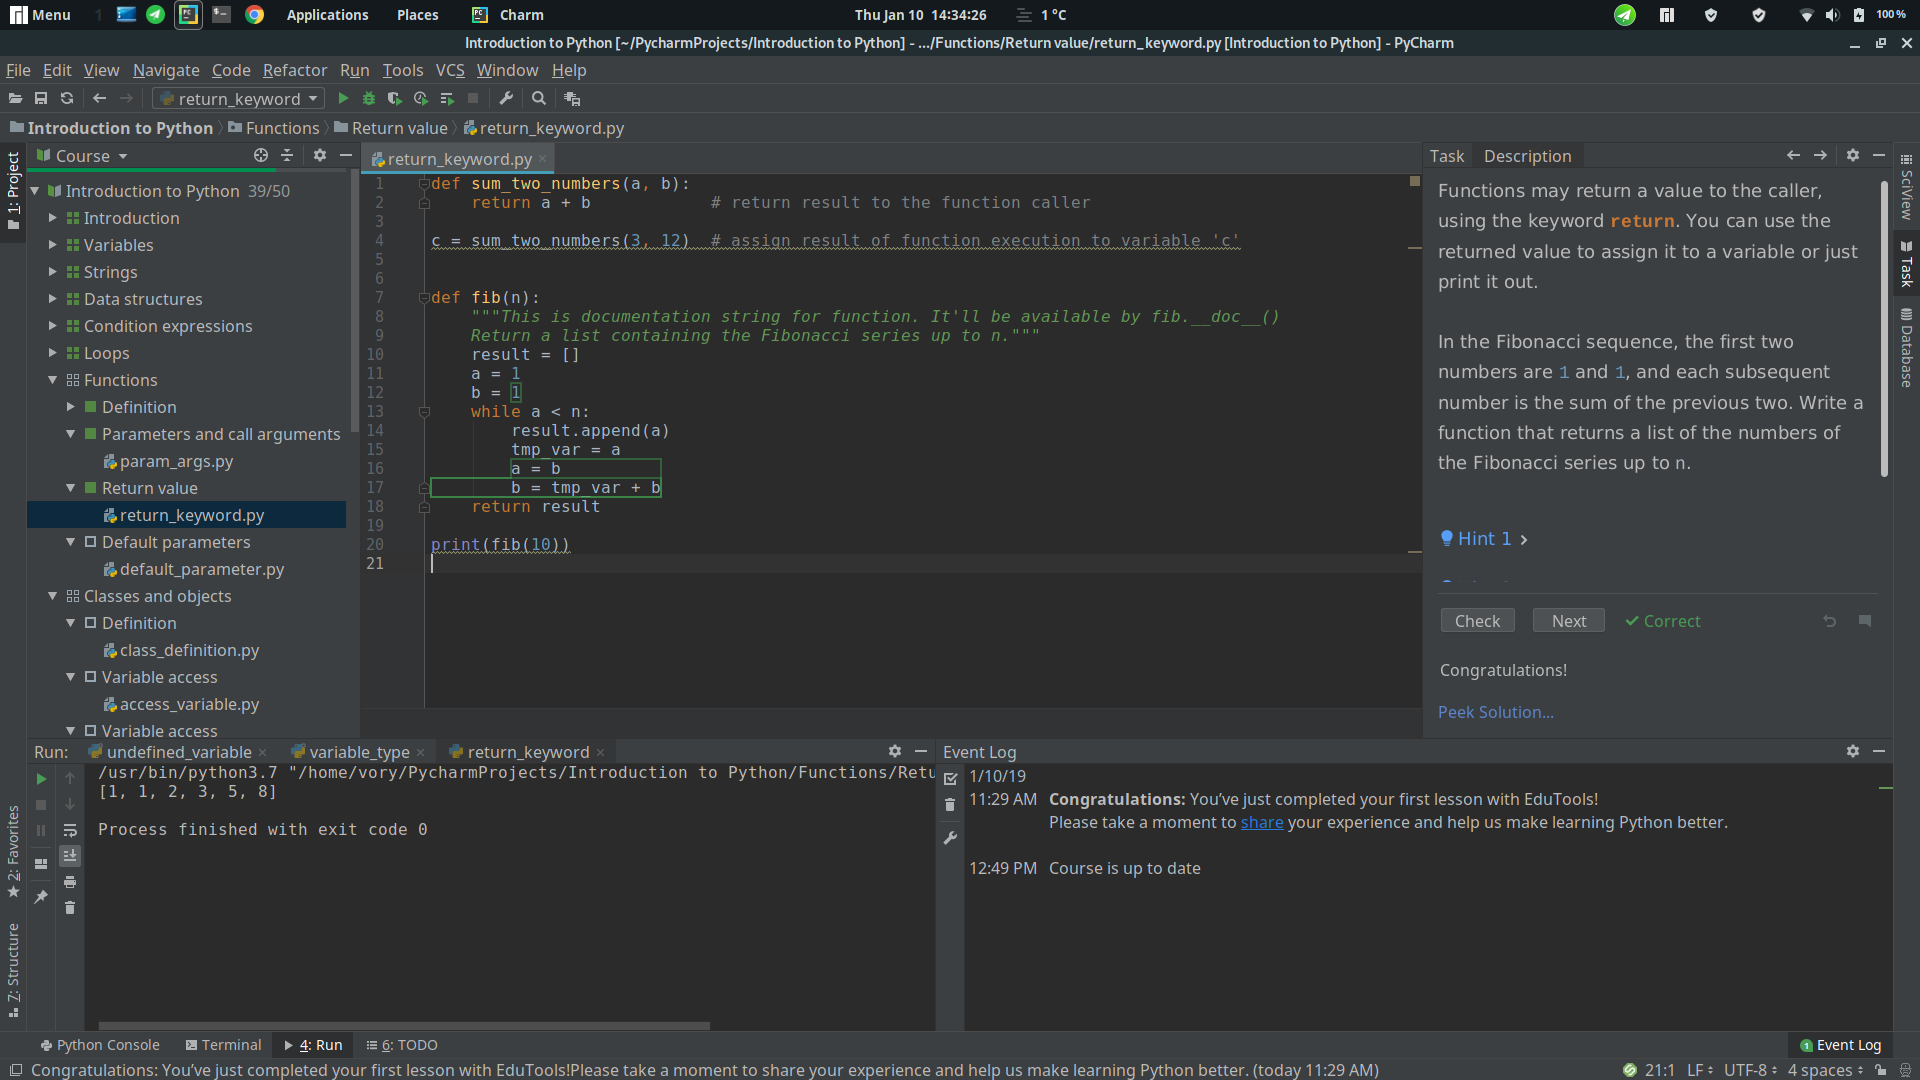 Menu 1 Applications Places Charm Thu Jan 10 14:34:26 1 °C 100%
Introduction to Python [~/PycharmProjects/Introduction to Python] - .../Functions/Return value/return_keyword.py [Introduction to Python] - PyCharm
File Edit View Navigate Code Refactor Run Tools VCS Window Help
return_keyword
Introduction to Python Functions Return value return_keyword.py
1: Project
2: Favorites
7: Structure
Course
Introduction to Python 39/50
Introduction
Variables
Strings
Data structures
Condition expressions
Loops
Functions
Definition
Parameters and call arguments
param_args.py
Return value
return_keyword.py
Default parameters
default_parameter.py
Classes and objects
Definition
class_definition.py
Variable access
access_variable.py
Variable access
return_keyword.py
1 def sum_two_numbers(a, b):
2     return a + b            # return result to the function caller
3
4 c = sum_two_numbers(3, 12)  # assign result of function execution to variable 'c'
5
6
7 def fib(n):
8     """This is documentation string for function. It'll be available by fib.__doc__()
9     Return a list containing the Fibonacci series up to n."""
10     result = []
11     a = 1
12     b = 1
13     while a < n:
14         result.append(a)
15         tmp_var = a
16         a = b
17         b = tmp_var + b
18     return result
19
20 print(fib(10))
21
Task Description
Functions may return a value to the caller,
using the keyword return. You can use the
returned value to assign it to a variable or just
print it out.
In the Fibonacci sequence, the first two
numbers are 1 and 1, and each subsequent
number is the sum of the previous two. Write a
function that returns a list of the numbers of
the Fibonacci series up to n.
Hint 1
Check Next Correct
Congratulations!
Peek Solution...
SciView
Task
Database
Run: undefined_variable variable_type return_keyword
/usr/bin/python3.7 "/home/vory/PycharmProjects/Introduction to Python/Functions/Retu
[1, 1, 2, 3, 5, 8]
Process finished with exit code 0
Event Log
1/10/19
11:29 AM Congratulations: You've just completed your first lesson with EduTools!
Please take a moment to share your experience and help us make learning Python better.
12:49 PM Course is up to date
Python Console Terminal 4: Run 6: TODO 1 Event Log
Congratulations: You've just completed your first lesson with EduTools!Please take a moment to share your experience and help us make learning Python better. (today 11:29 AM) 21:1 LF UTF-8 4 spaces